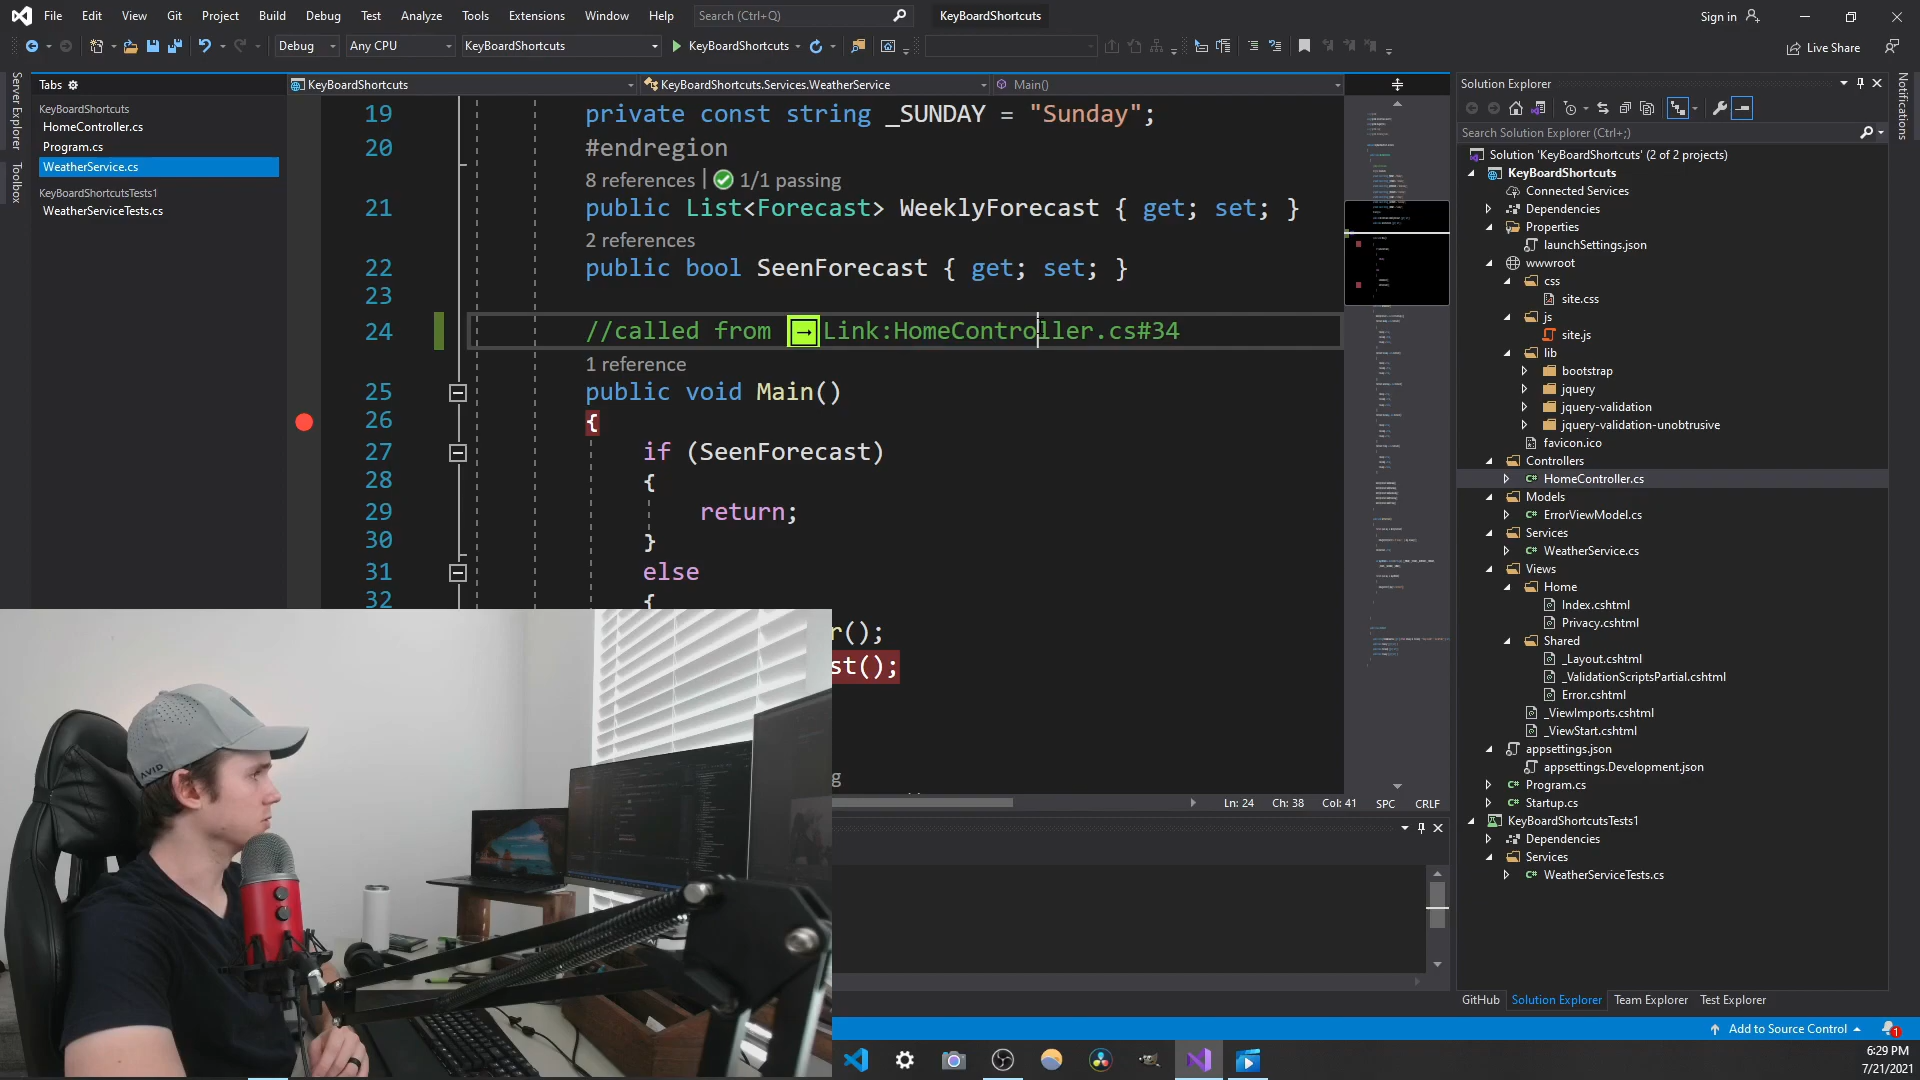 File Edit View Git Project Build Debug Test Analyze Tools Extensions Window Help Search (Ctrl+Q) KeyBoardShortcuts Sign in
Debug Any CPU KeyBoardShortcuts KeyBoardShortcuts Live Share
Server Explorer
Toolbox
Tabs
KeyBoardShortcuts
HomeController.cs
Program.cs
WeatherService.cs
KeyBoardShortcutsTests1
WeatherServiceTests.cs
KeyBoardShortcuts KeyBoardShortcuts.Services.WeatherService Main()
19 private const string _SUNDAY = "Sunday";
20 #endregion
8 references | 1/1 passing
21 public List<Forecast> WeeklyForecast { get; set; }
2 references
22 public bool SeenForecast { get; set; }
23
24 //called from → Link:HomeController.cs#34
1 reference
25 public void Main()
26 {
27 if (SeenForecast)
28 {
29 return;
30 }
31 else
32 {
r();
st();
g
Ln: 24 Ch: 38 Col: 41 SPC CRLF
Solution Explorer
Search Solution Explorer (Ctrl+;)
Solution 'KeyBoardShortcuts' (2 of 2 projects)
KeyBoardShortcuts
Connected Services
Dependencies
Properties
launchSettings.json
wwwroot
css
site.css
js
site.js
lib
bootstrap
jquery
jquery-validation
jquery-validation-unobtrusive
favicon.ico
Controllers
C# HomeController.cs
Models
C# ErrorViewModel.cs
Services
C# WeatherService.cs
Views
Home
Index.cshtml
Privacy.cshtml
Shared
_Layout.cshtml
_ValidationScriptsPartial.cshtml
Error.cshtml
_ViewImports.cshtml
_ViewStart.cshtml
appsettings.json
appsettings.Development.json
C# Program.cs
C# Startup.cs
KeyBoardShortcutsTests1
Dependencies
Services
C# WeatherServiceTests.cs
GitHub Solution Explorer Team Explorer Test Explorer
Notifications
Add to Source Control 1
6:29 PM
7/21/2021
AVID